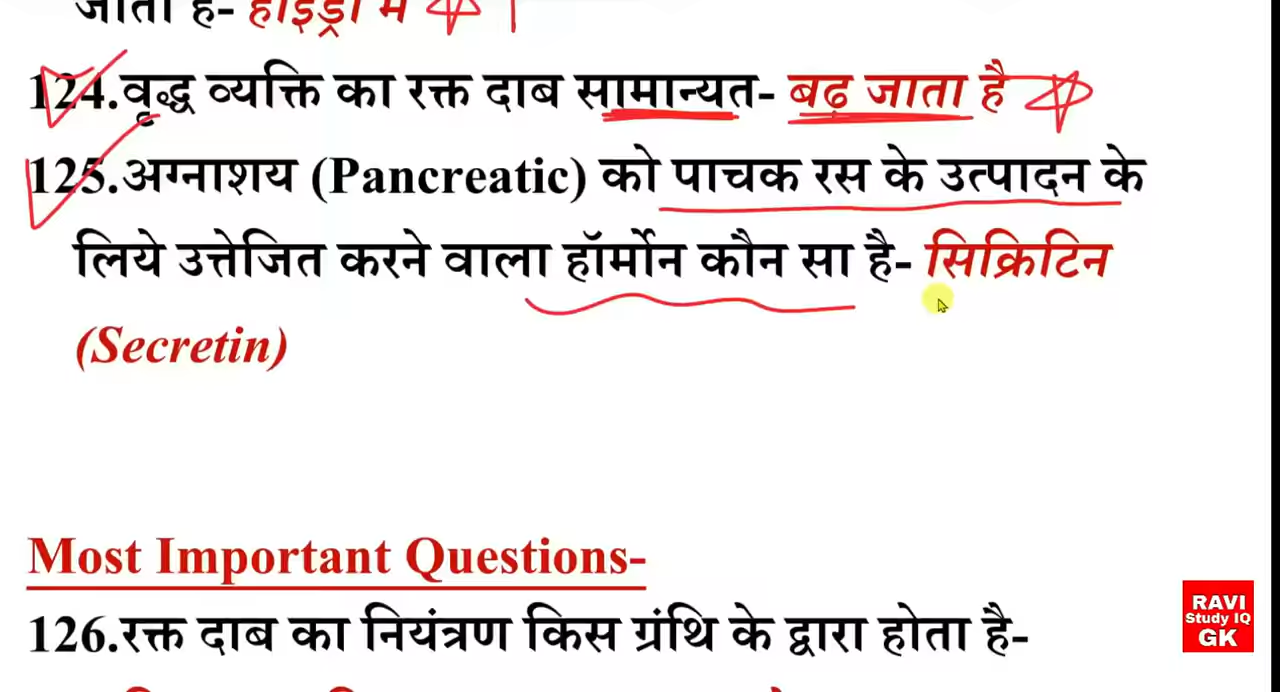 जाता है- हाइड्रा में
124.वृद्ध व्यक्ति का रक्त दाब सामान्यत- बढ़ जाता है
125.अग्नाशय (Pancreatic) को पाचक रस के उत्पादन के
लिये उत्तेजित करने वाला हॉर्मोन कौन सा है- सिक्रिटिन
(Secretin)
Most Important Questions-
126.रक्त दाब का नियंत्रण किस ग्रंथि के द्वारा होता है-
RAVI
Study IQ
GK